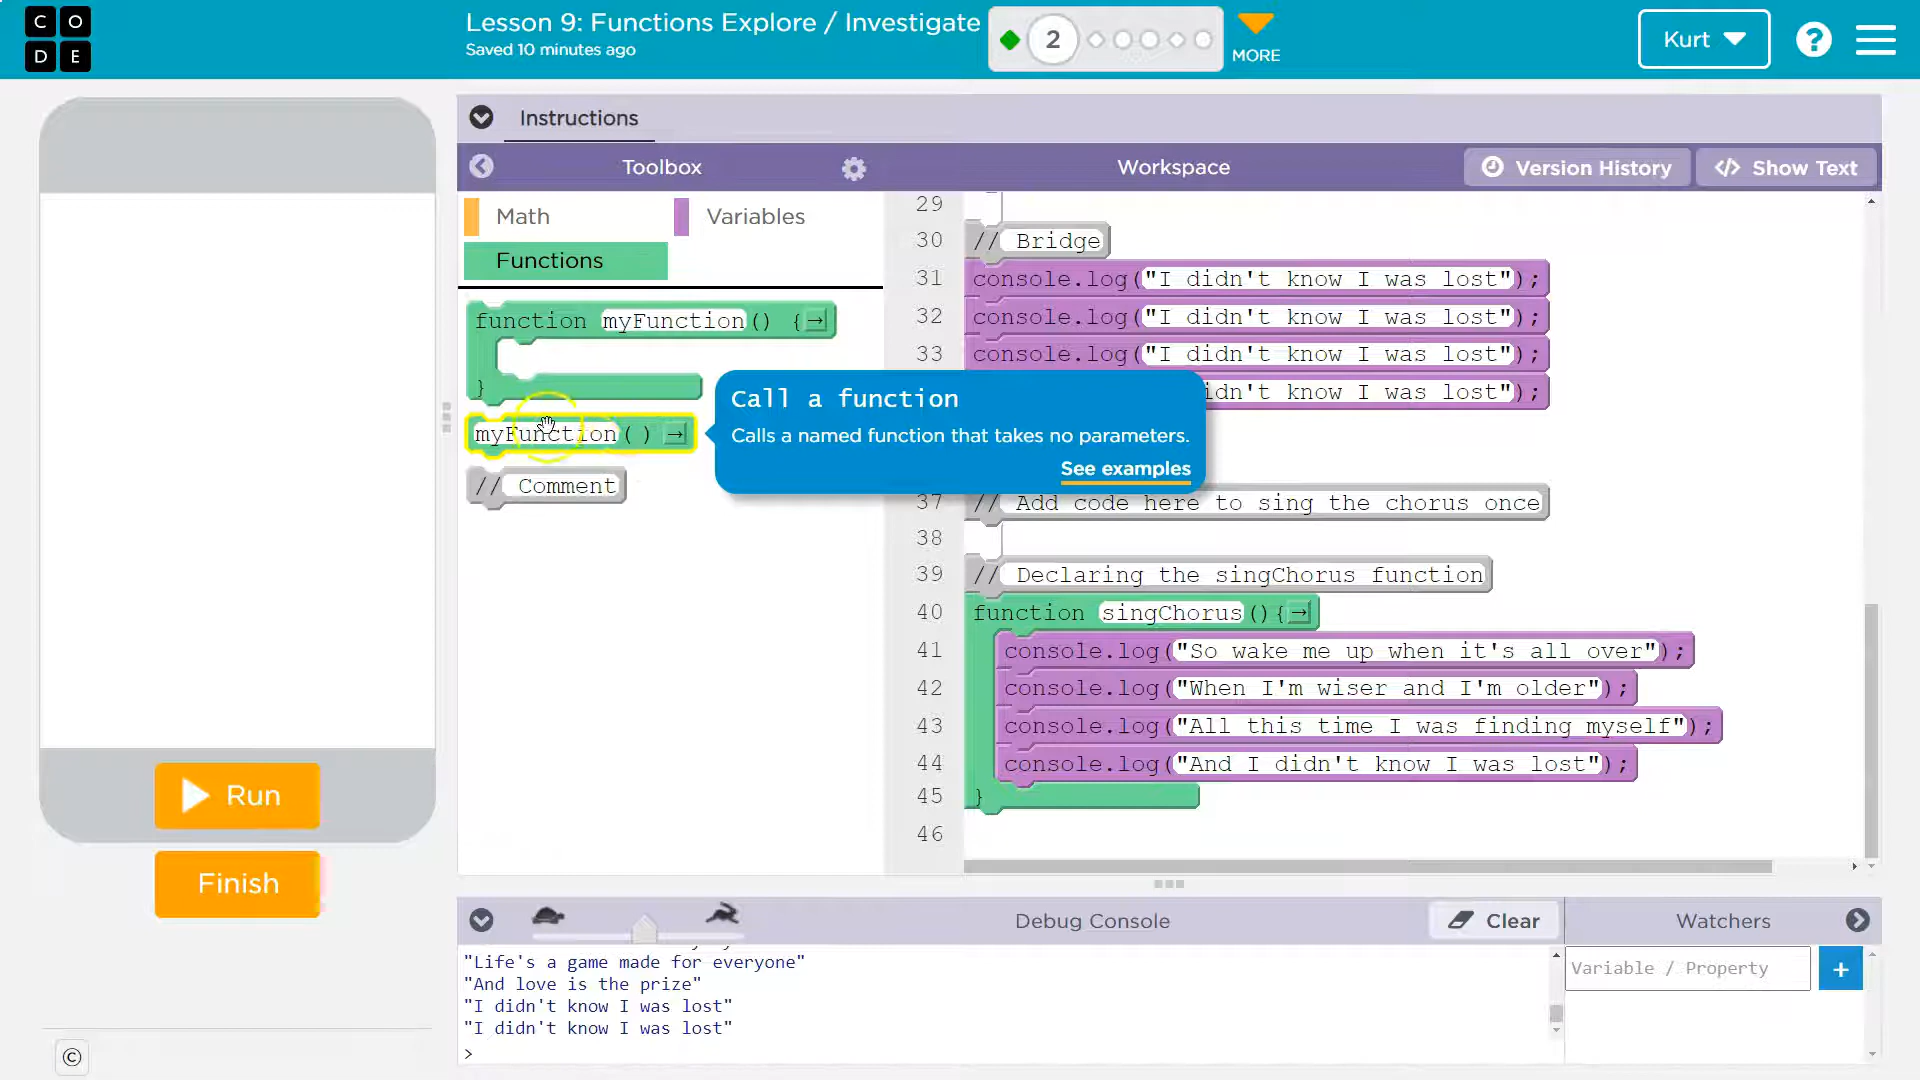 CO
DE
Lesson 9: Functions Explore / Investigate
Saved 10 minutes ago
2
MORE
Kurt
?
Instructions
Toolbox
Workspace
Version History
</> Show Text
Math
Variables
Functions
function myFunction() {→
}
myFunction() →
// Comment
Call a function
Calls a named function that takes no parameters.
See examples
29
30 // Bridge
31 console.log("I didn't know I was lost");
32 console.log("I didn't know I was lost");
33 console.log("I didn't know I was lost");
idn't know I was lost");
37 // Add code here to sing the chorus once
38
39 // Declaring the singChorus function
40 function singChorus(){→
41 console.log("So wake me up when it's all over");
42 console.log("When I'm wiser and I'm older");
43 console.log("All this time I was finding myself");
44 console.log("And I didn't know I was lost");
45 }
46
Run
Finish
Debug Console
Clear
Watchers
"Life's a game made for everyone"
"And love is the prize"
"I didn't know I was lost"
"I didn't know I was lost"
>
Variable / Property
+
©